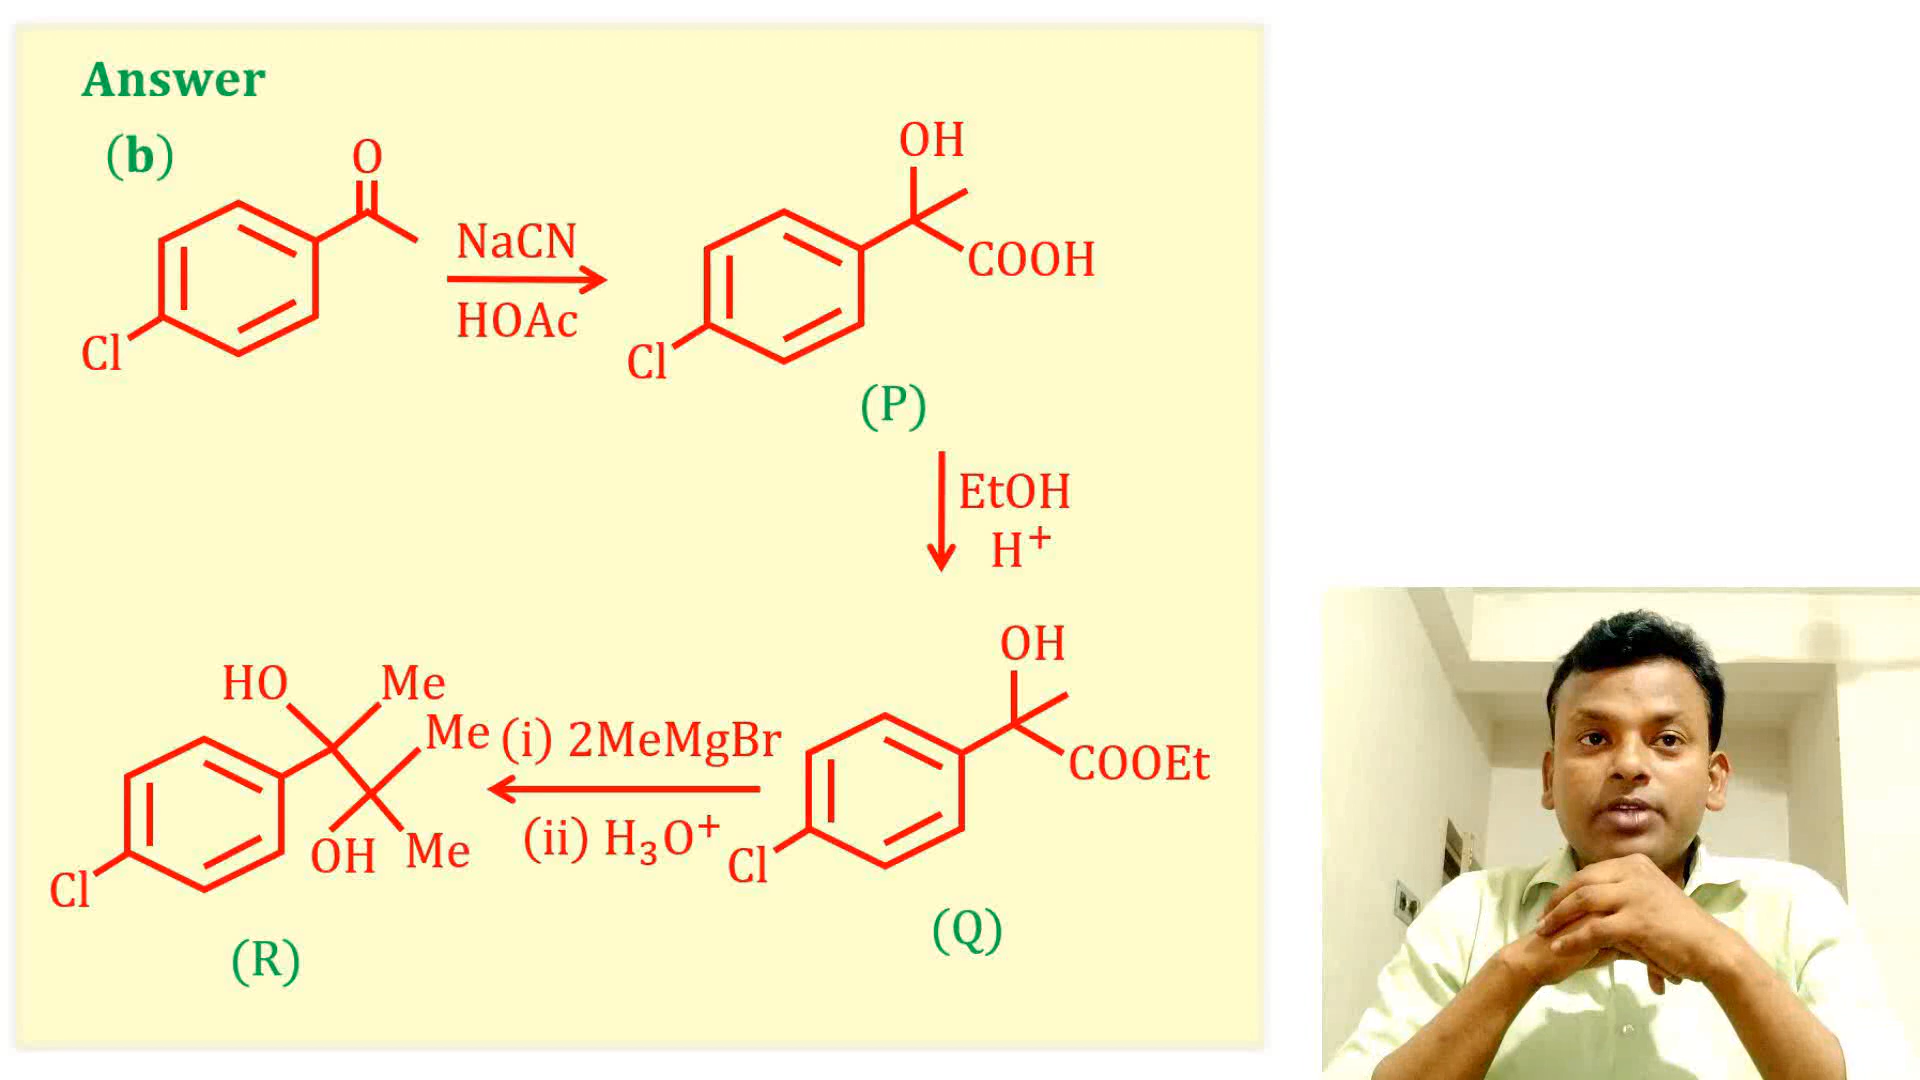 Answer
(b)
O
Cl
NaCN
HOAc
OH
COOH
Cl
(P)
EtOH
H⁺
OH
COOEt
Cl
(Q)
(i) 2MeMgBr
(ii) H₃O⁺
HO
Me
Me
OH
Me
Cl
(R)